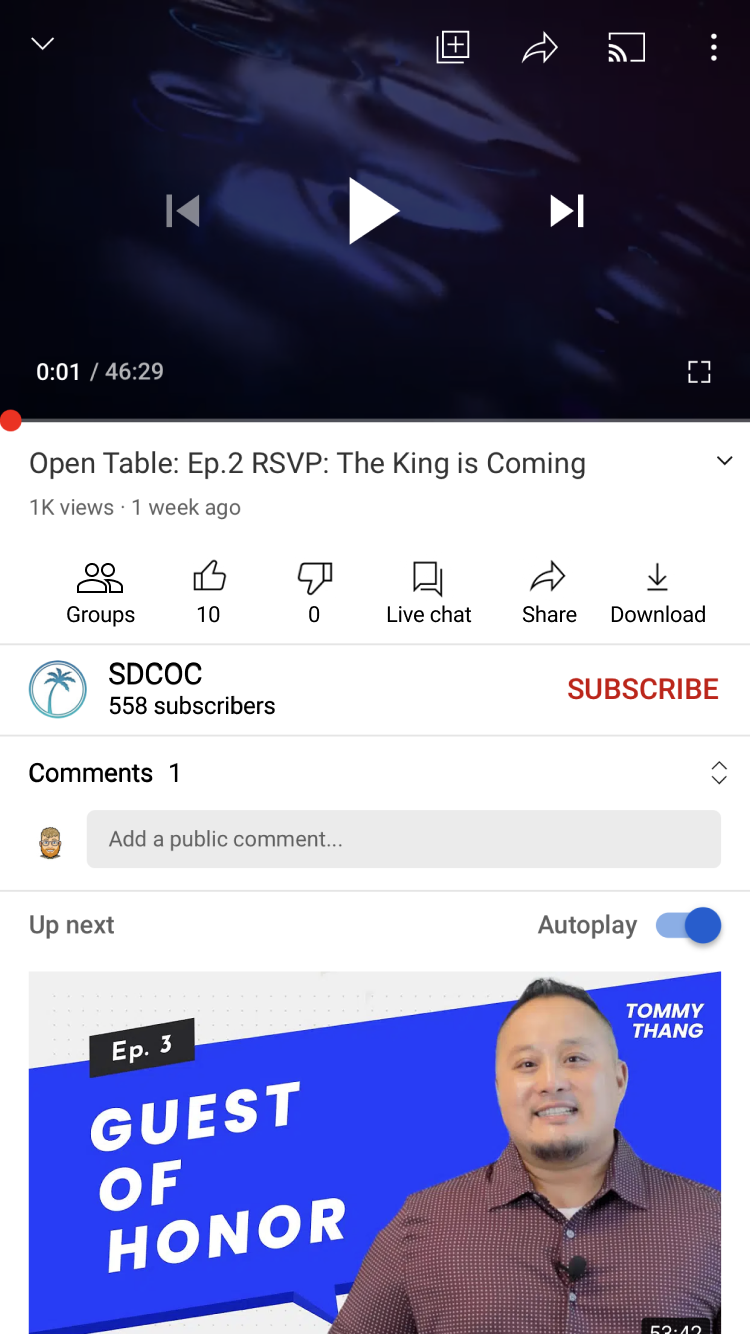 0:01 / 46:29
Open Table: Ep.2 RSVP: The King is Coming
1K views · 1 week ago
Groups
10
0
Live chat
Share
Download
SDCOC
558 subscribers
SUBSCRIBE
Comments 1
Add a public comment...
Up next
Autoplay
TOMMY
THANG
Ep. 3
GUEST
OF
HONOR
53:42